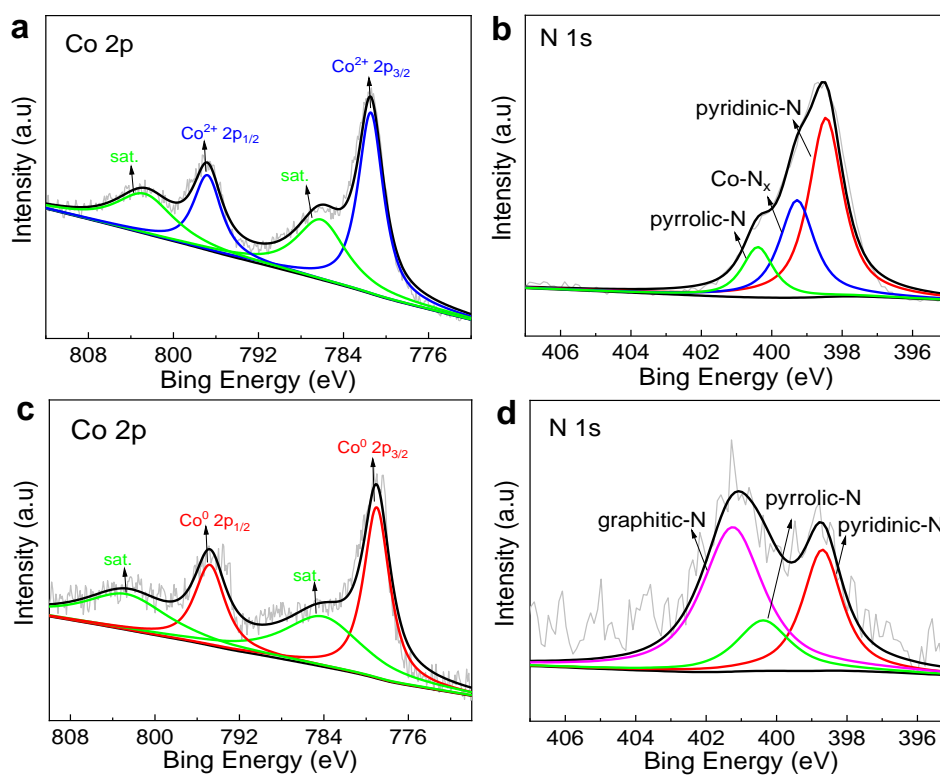 a
Co 2p
Co²⁺ 2p₃/₂
Co²⁺ 2p₁/₂
sat.
sat.
Intensity (a.u)
808 800 792 784 776
Bing Energy (eV)
b
N 1s
pyridinic-N
Co-Nₓ
pyrrolic-N
Intensity (a.u)
406 404 402 400 398 396
Bing Energy (eV)
c
Co 2p
Co⁰ 2p₃/₂
Co⁰ 2p₁/₂
sat.
sat.
Intensity (a.u)
808 800 792 784 776
Bing Energy (eV)
d
N 1s
graphitic-N
pyrrolic-N
pyridinic-N
Intensity (a.u)
406 404 402 400 398 396
Bing Energy (eV)